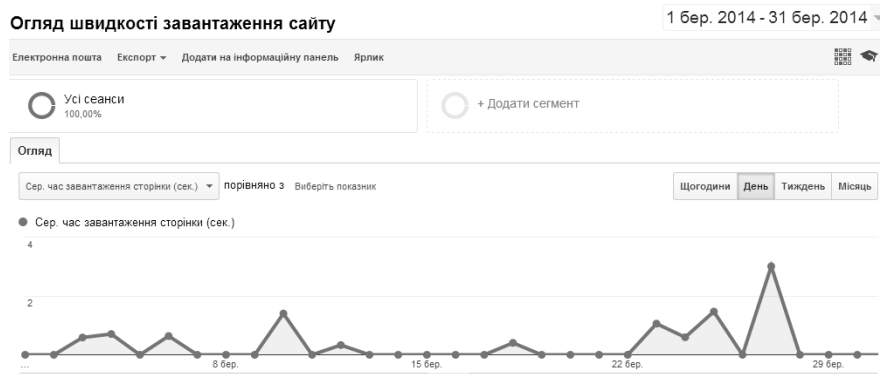 Огляд швидкості завантаження сайту
1 бер. 2014 - 31 бер. 2014
Електронна пошта Експорт Додати на інформаційну панель Ярлик
Усі сеанси
100,00%
+ Додати сегмент
Огляд
Сер. час завантаження сторінки (сек.) порівняно з Виберіть показник
Щогодини День Тиждень Місяць
Сер. час завантаження сторінки (сек.)
4
2
... 8 бер. 15 бер. 22 бер. 29 бер.